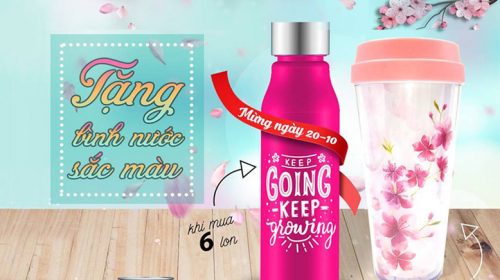 Tặng
bình nước
sắc màu
Mừng ngày 20-10
KEEP
GOING
KEEP
growing
khi mua
6 lon